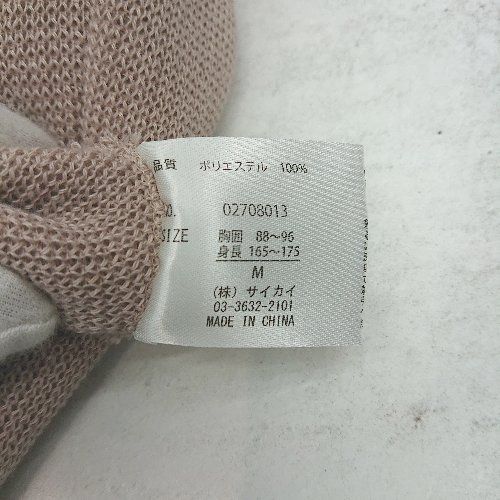 品質 ポリエステル 100%
NO. 02708013
SIZE 胸囲 88~96
身長 165~175
M
(株) サイカイ
03-3632-2101
MADE IN CHINA